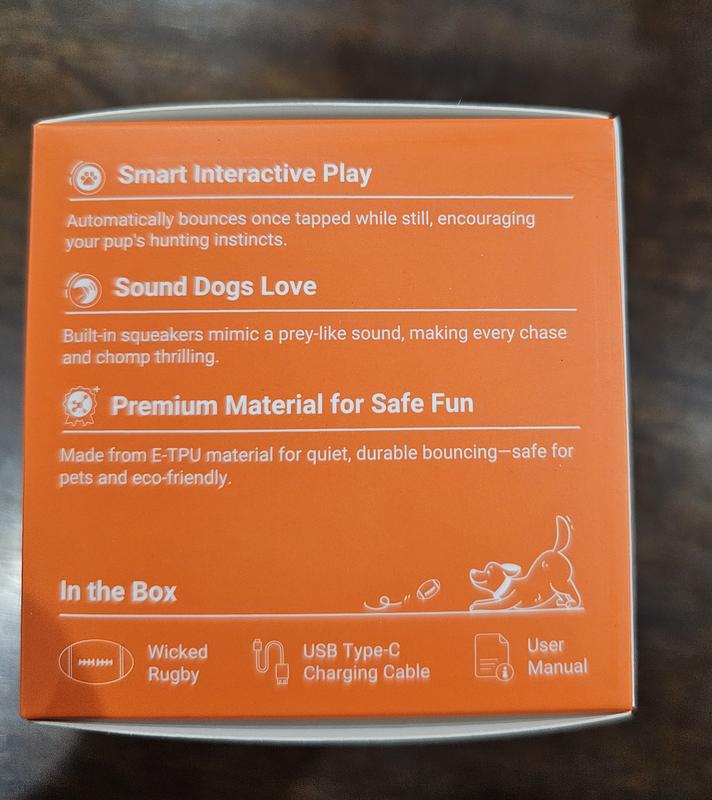 Smart Interactive Play
Automatically bounces once tapped while still, encouraging
your pup's hunting instincts.
Sound Dogs Love
Built-in squeakers mimic a prey-like sound, making every chase
and chomp thrilling.
Premium Material for Safe Fun
Made from E-TPU material for quiet, durable bouncing—safe for
pets and eco-friendly.
In the Box
Wicked
Rugby
USB Type-C
Charging Cable
User
Manual